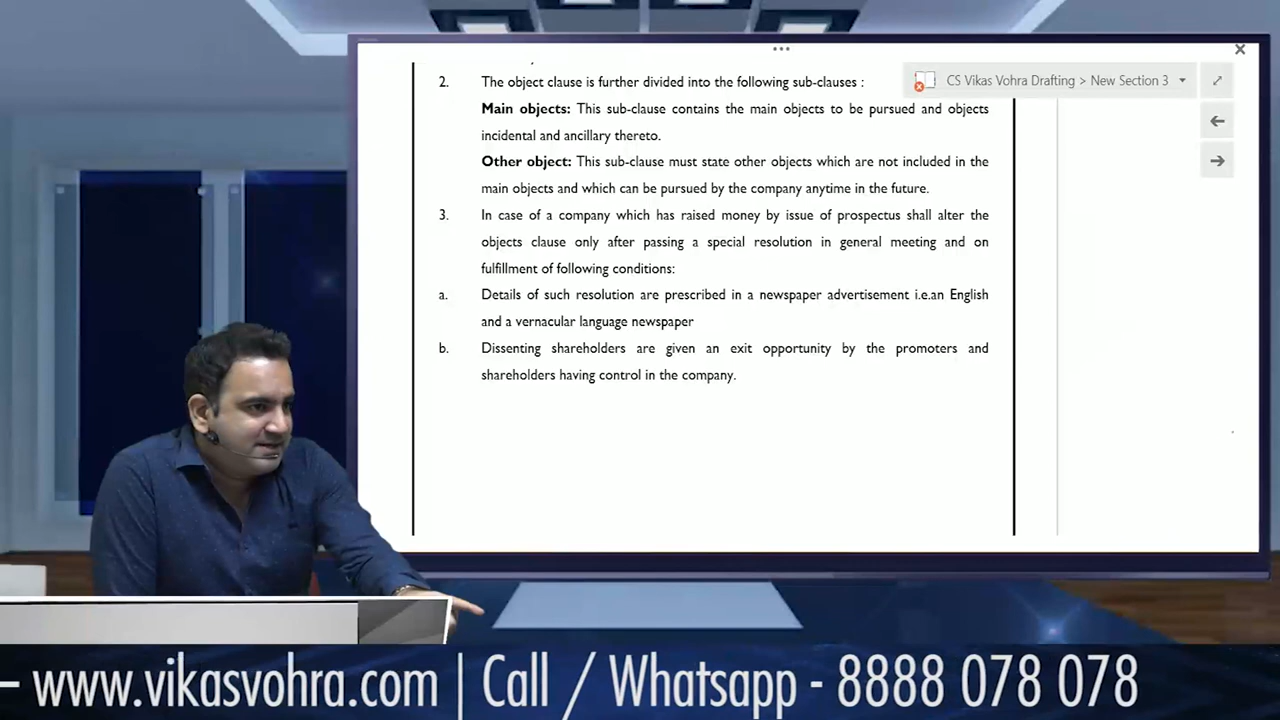 CS Vikas Vohra Drafting > New Section 3
2. The object clause is further divided into the following sub-clauses :
Main objects: This sub-clause contains the main objects to be pursued and objects
incidental and ancillary thereto.
Other object: This sub-clause must state other objects which are not included in the
main objects and which can be pursued by the company anytime in the future.
3. In case of a company which has raised money by issue of prospectus shall alter the
objects clause only after passing a special resolution in general meeting and on
fulfillment of following conditions:
a. Details of such resolution are prescribed in a newspaper advertisement i.e.an English
and a vernacular language newspaper
b. Dissenting shareholders are given an exit opportunity by the promoters and
shareholders having control in the company.
– www.vikasvohra.com | Call / Whatsapp - 8888 078 078